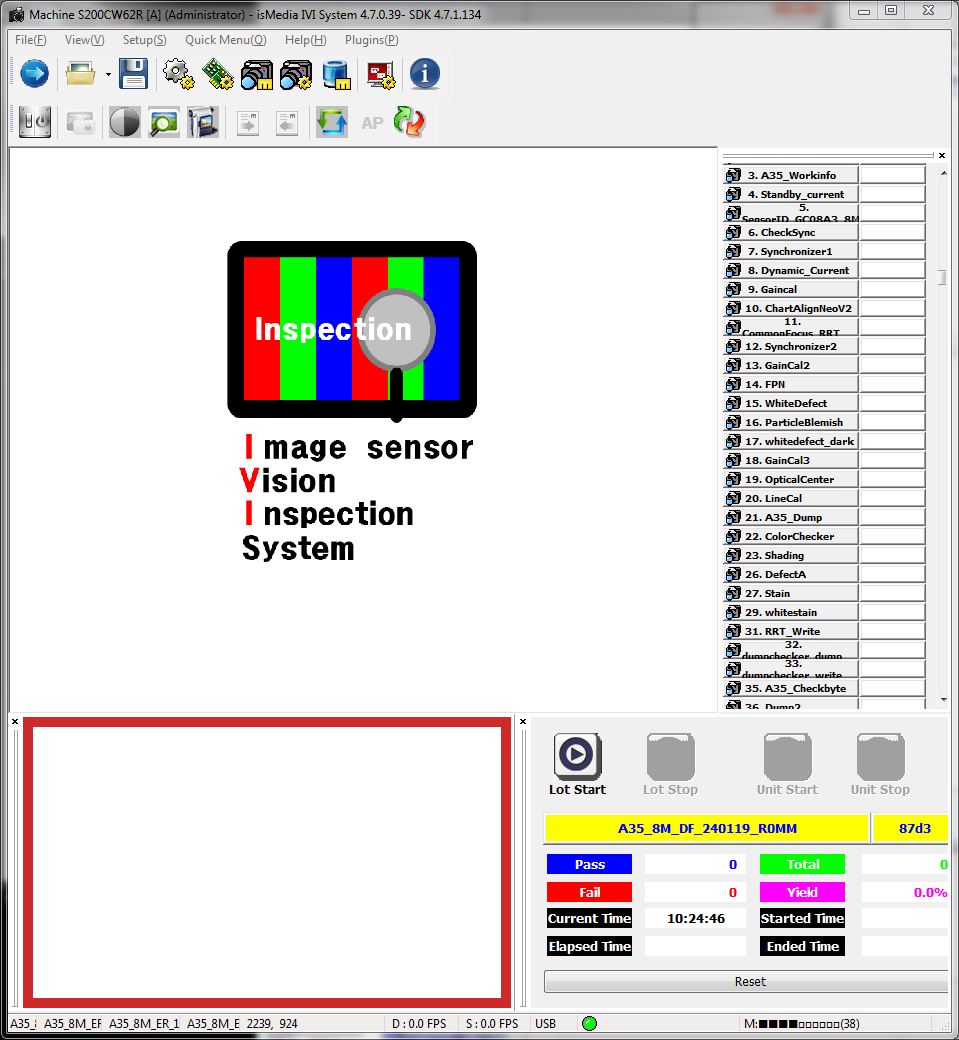 Machine S200CW62R [A] (Administrator) - isMedia IVI System 4.7.0.39- SDK 4.7.1.134
File(F) View(V) Setup(S) Quick Menu(Q) Help(H) Plugins(P)
AP
3. A35_Workinfo
4. Standby_current
5.
SensorID_GC08A3_8M
6. CheckSync
7. Synchronizer1
8. Dynamic_Current
9. Gaincal
10. ChartAlignNeoV2
11.
CommonFocus_RRT
12. Synchronizer2
13. GainCal2
14. FPN
15. WhiteDefect
16. ParticleBlemish
17. whitedefect_dark
18. GainCal3
19. OpticalCenter
20. LineCal
21. A35_Dump
22. ColorChecker
23. Shading
26. DefectA
27. Stain
29. whitestain
31. RRT_Write
32.
dumpchecker_dump
33.
dumpchecker_write
35. A35_Checkbyte
36. Dump2
Inspection
Image sensor
Vision
Inspection
System
Lot Start Lot Stop Unit Start Unit Stop
A35_8M_DF_240119_R0MM 87d3
Pass 0 Total 0
Fail 0 Yield 0.0%
Current Time 10:24:46 Started Time
Elapsed Time Ended Time
Reset
A35_8 A35_8M_EF A35_8M_ER_1 A35_8M_E 2239, 924 D : 0.0 FPS S : 0.0 FPS USB M:■■■■□□□□□□(38)